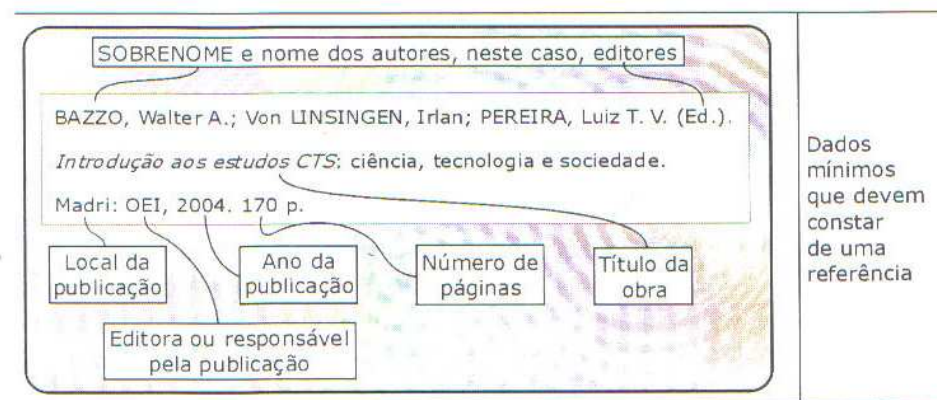 SOBRENOME e nome dos autores, neste caso, editores
BAZZO, Walter A.; Von LINSINGEN, Irlan; PEREIRA, Luiz T. V. (Ed.).
Introdução aos estudos CTS: ciência, tecnologia e sociedade.
Madri: OEI, 2004. 170 p.
Local da
publicação
Ano da
publicação
Número de
páginas
Título da
obra
Editora ou responsável
pela publicação
Dados
mínimos
que devem
constar
de uma
referência